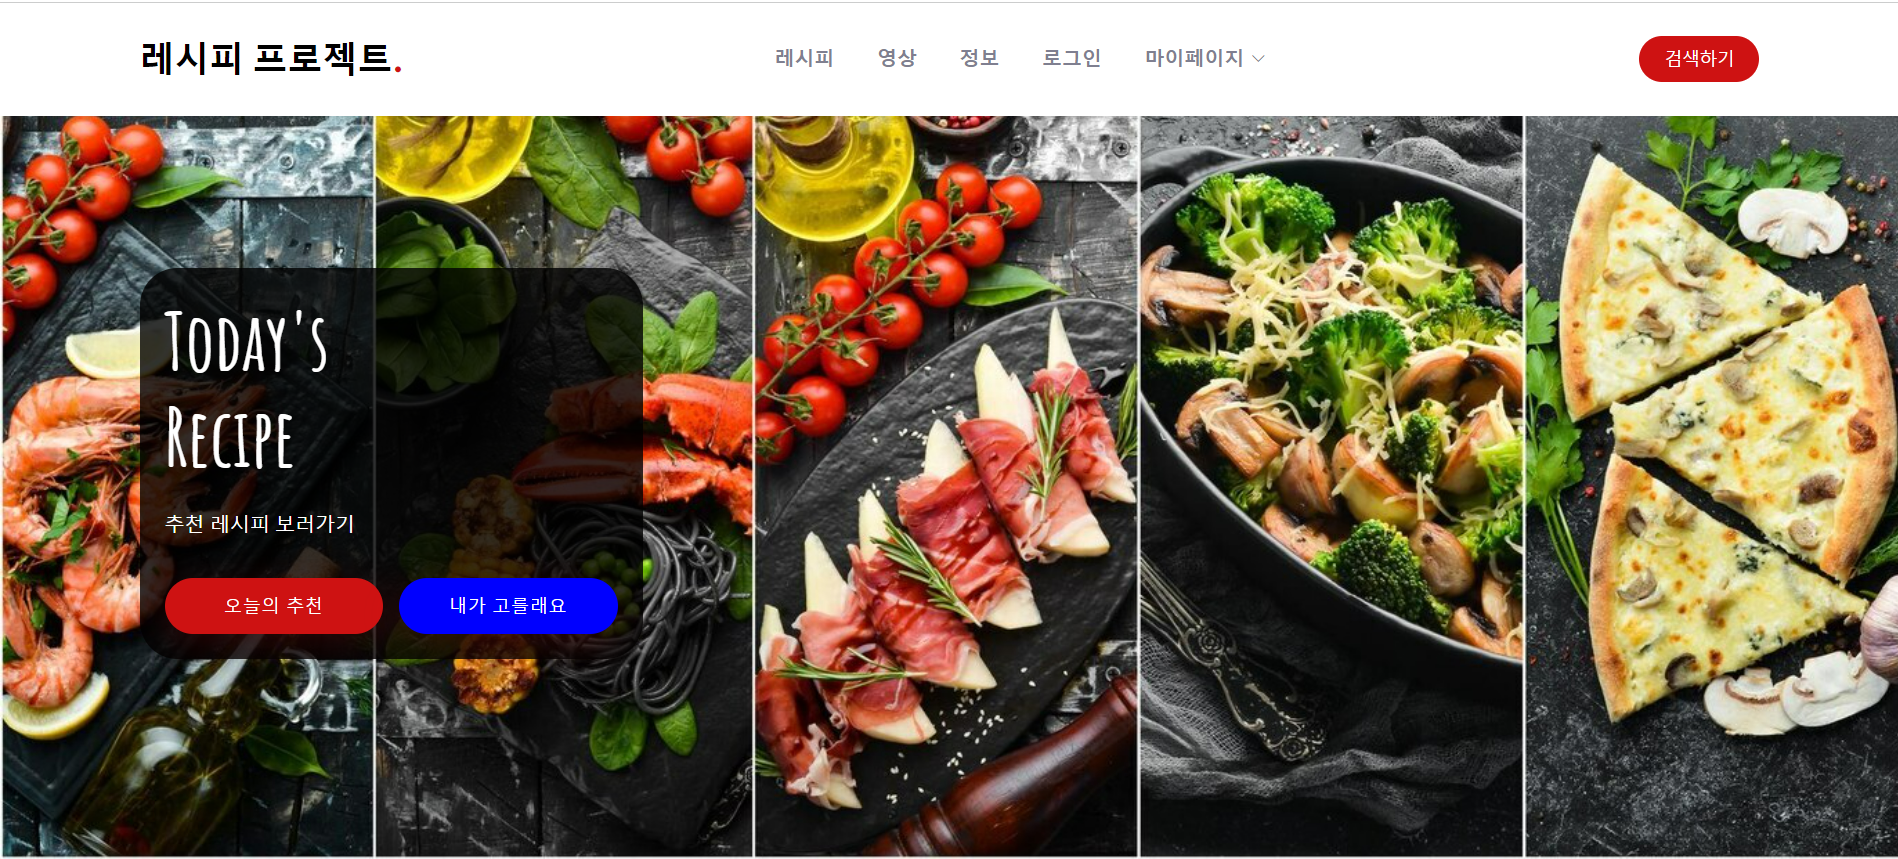 레시피 프로젝트.
레시피 영상 정보 로그인 마이페이지
검색하기
Today's
Recipe
추천 레시피 보러가기
오늘의 추천
내가 고를래요